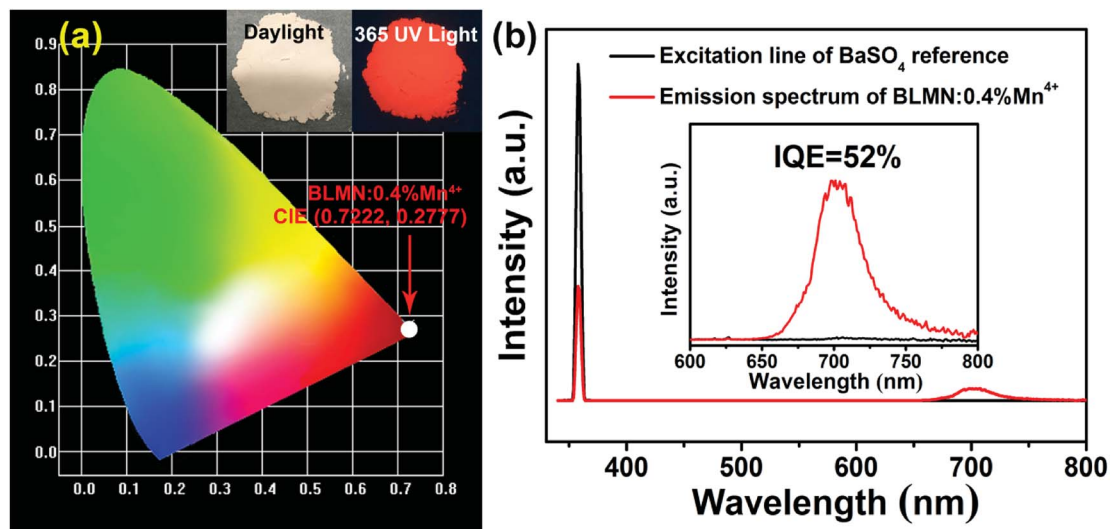 (a)
Daylight
365 UV Light
0.9
0.8
0.7
0.6
0.5
0.4
0.3
0.2
0.1
0.0
BLMN:0.4%Mn⁴⁺
CIE (0.7222, 0.2777)
0.0 0.1 0.2 0.3 0.4 0.5 0.6 0.7 0.8
(b)
Excitation line of BaSO₄ reference
Emission spectrum of BLMN:0.4%Mn⁴⁺
Intensity (a.u.)
IQE=52%
Intensity (a.u.)
600 650 700 750 800
Wavelength (nm)
400 500 600 700 800
Wavelength (nm)